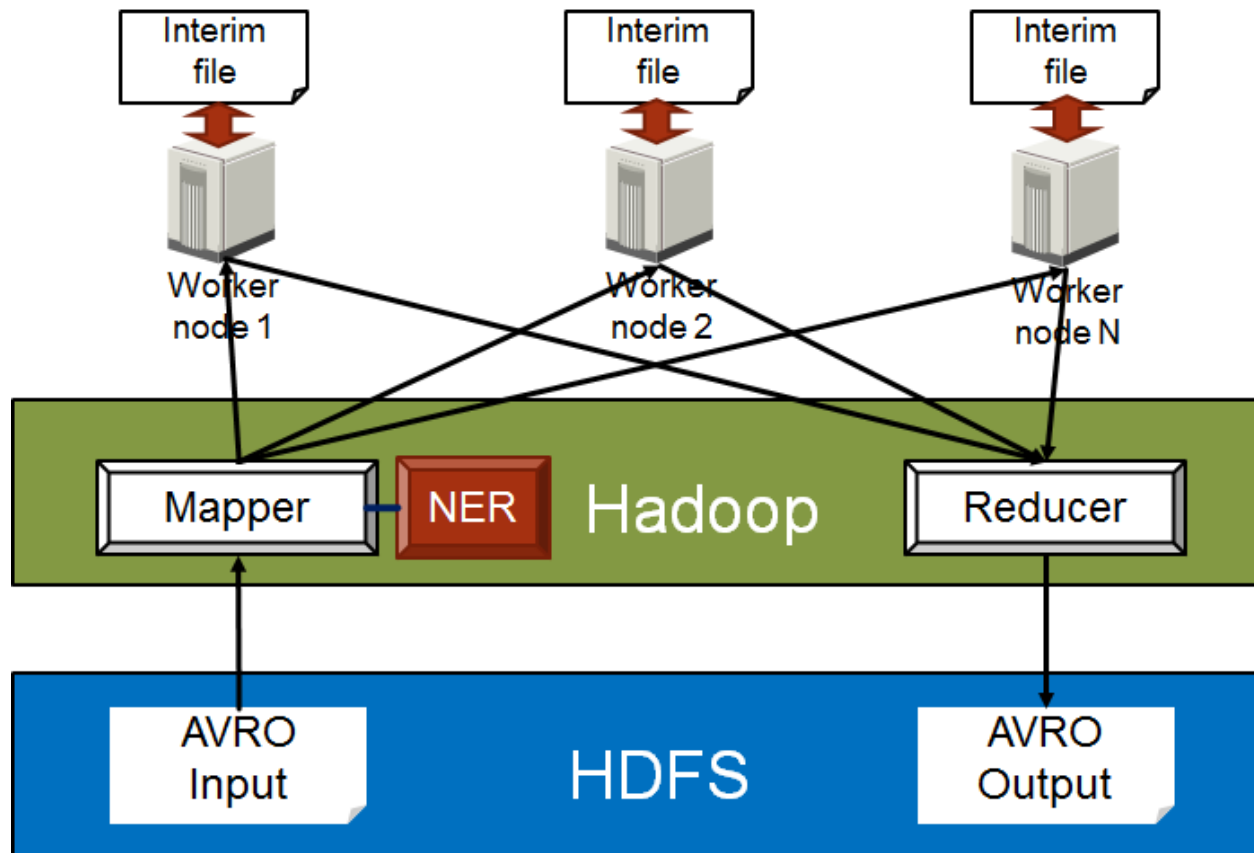 Interim
file
Interim
file
Interim
file
Worker
node 1
Worker
node 2
Worker
node N
Mapper
NER
Hadoop
Reducer
AVRO
Input
HDFS
AVRO
Output